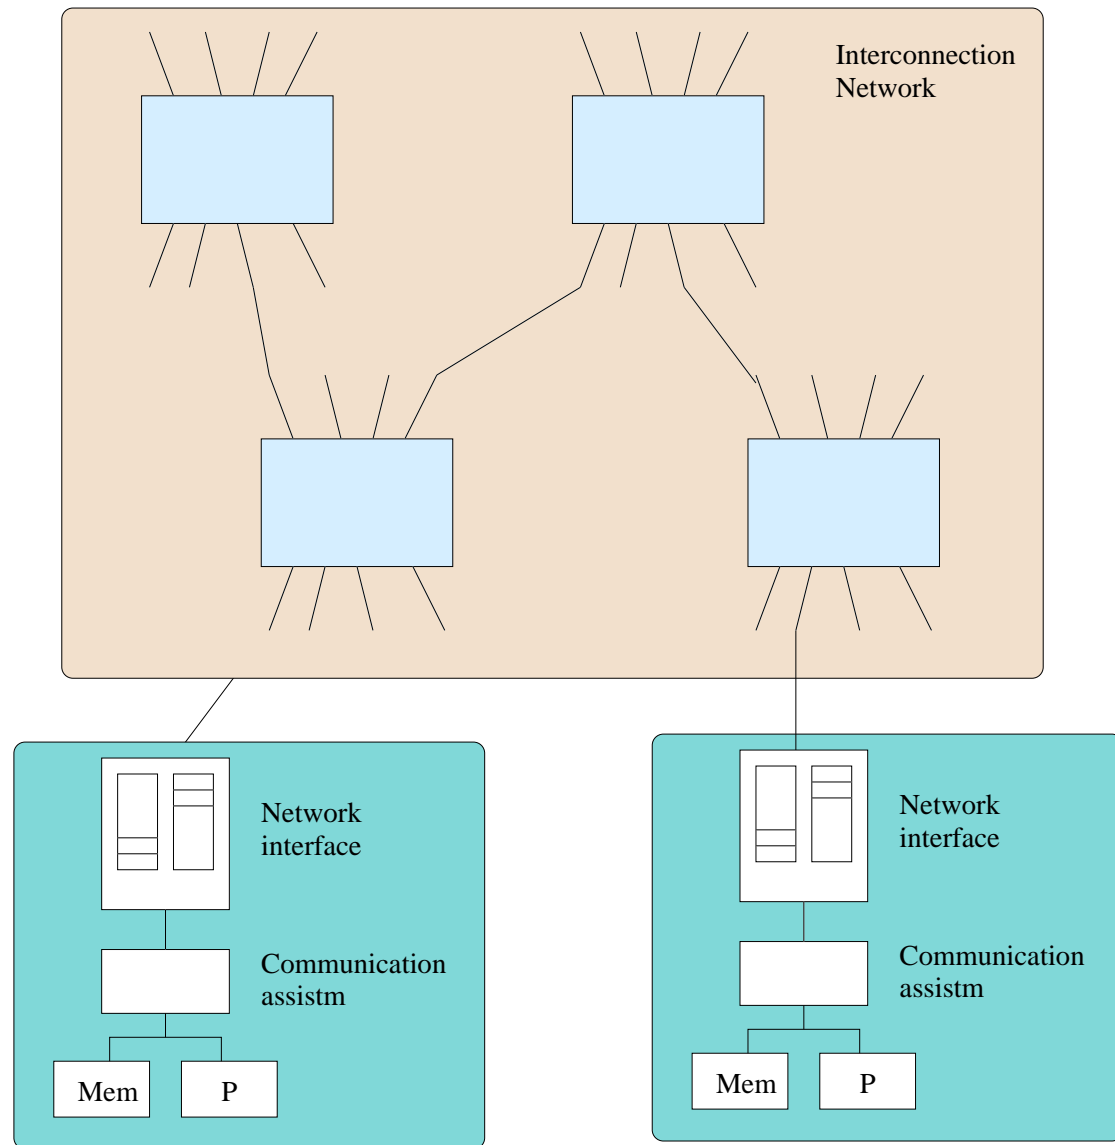 Interconnection
Network
Network
interface
Communication
assistm
Mem
P
Network
interface
Communication
assistm
Mem
P